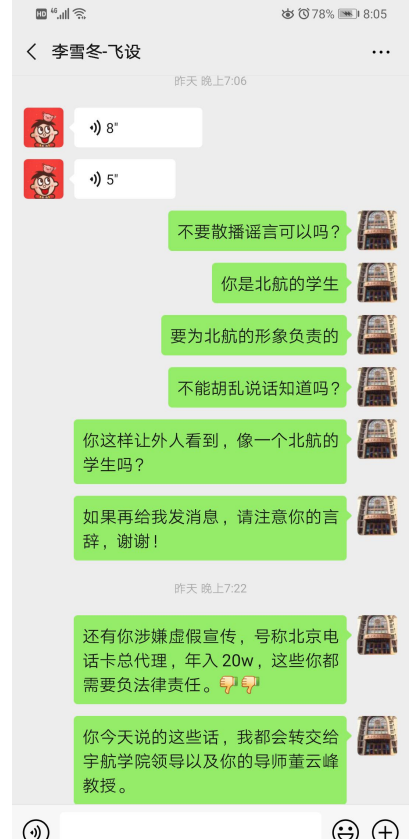 HD 4G 78% 8:05
李雪冬-飞设
昨天 晚上7:06
8"
5"
不要散播谣言可以吗？
你是北航的学生
要为北航的形象负责的
不能胡乱说话知道吗？
你这样让外人看到，像一个北航的
学生吗？
如果再给我发消息，请注意你的言
辞，谢谢！
昨天 晚上7:22
还有你涉嫌虚假宣传，号称北京电
话卡总代理，年入20w，这些你都
需要负法律责任。
你今天说的这些话，我都会转交给
宇航学院领导以及你的导师董云峰
教授。